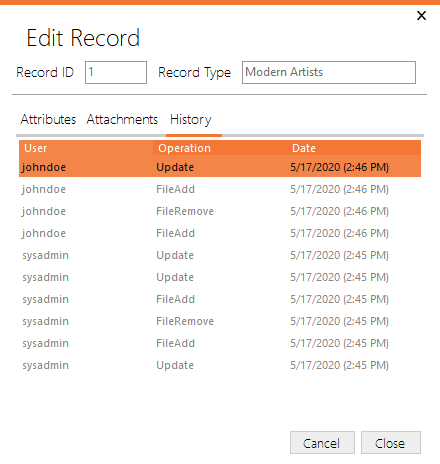 Edit Record
Record ID 1 Record Type Modern Artists
Attributes Attachments History
User Operation Date
johndoe Update 5/17/2020 (2:46 PM)
johndoe FileAdd 5/17/2020 (2:46 PM)
johndoe FileRemove 5/17/2020 (2:46 PM)
johndoe FileAdd 5/17/2020 (2:46 PM)
sysadmin Update 5/17/2020 (2:45 PM)
sysadmin Update 5/17/2020 (2:45 PM)
sysadmin FileAdd 5/17/2020 (2:45 PM)
sysadmin FileRemove 5/17/2020 (2:45 PM)
sysadmin FileAdd 5/17/2020 (2:45 PM)
sysadmin Update 5/17/2020 (2:45 PM)
Cancel Close